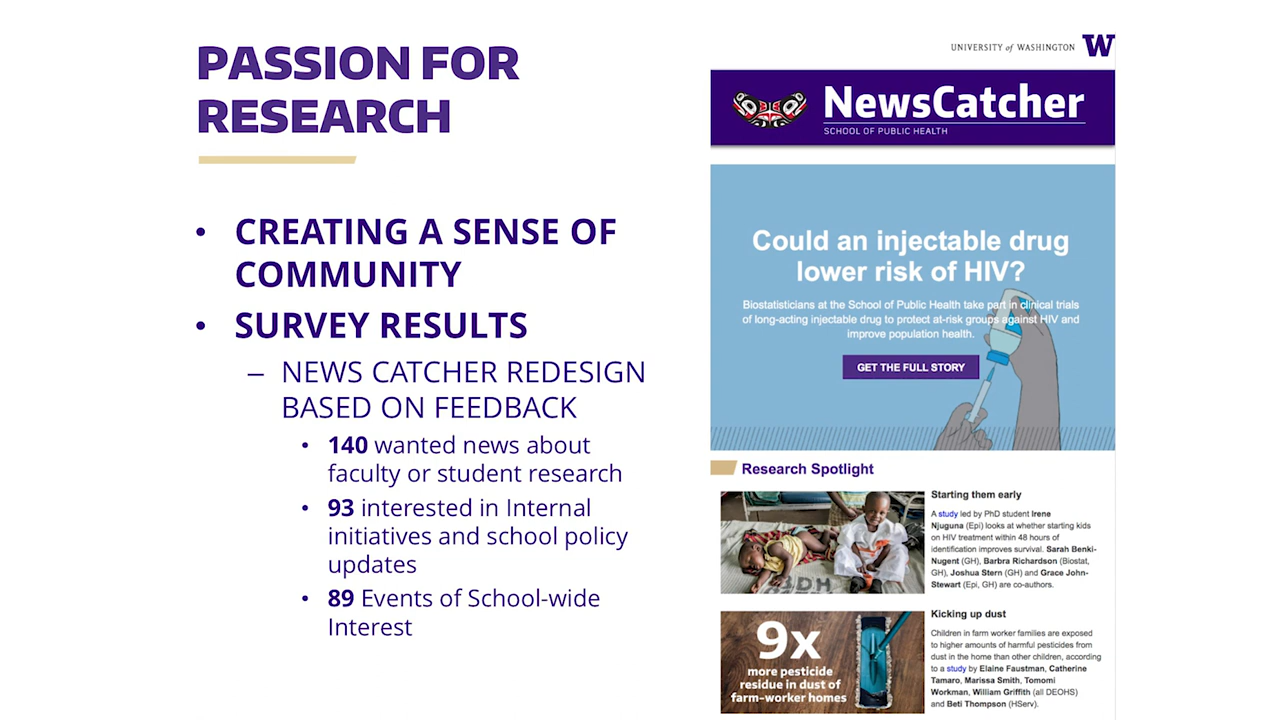 PASSION FOR
RESEARCH
• CREATING A SENSE OF
COMMUNITY
• SURVEY RESULTS
– NEWS CATCHER REDESIGN
BASED ON FEEDBACK
• 140 wanted news about
faculty or student research
• 93 interested in Internal
initiatives and school policy
updates
• 89 Events of School-wide
Interest
UNIVERSITY of WASHINGTON W
NewsCatcher
SCHOOL OF PUBLIC HEALTH
Could an injectable drug
lower risk of HIV?
Biostatisticians at the School of Public Health take part in clinical trials
of long-acting injectable drug to protect at-risk groups against HIV and
improve population health.
GET THE FULL STORY
Research Spotlight
Starting them early
A study led by PhD student Irene
Njuguna (Epi) looks at whether starting kids
on HIV treatment within 48 hours of
identification improves survival. Sarah Benki-
Nugent (GH), Barbra Richardson (Biostat,
GH), Joshua Stern (GH) and Grace John-
Stewart (Epi, GH) are co-authors.
BDH
Kicking up dust
Children in farm worker families are exposed
to higher amounts of harmful pesticides from
dust in the home than other children, according
to a study by Elaine Faustman, Catherine
Tamaro, Marissa Smith, Tomomi
Workman, William Griffith (all DEOHS)
and Beti Thompson (HServ).
9x
more pesticide
residue in dust of
farm-worker homes